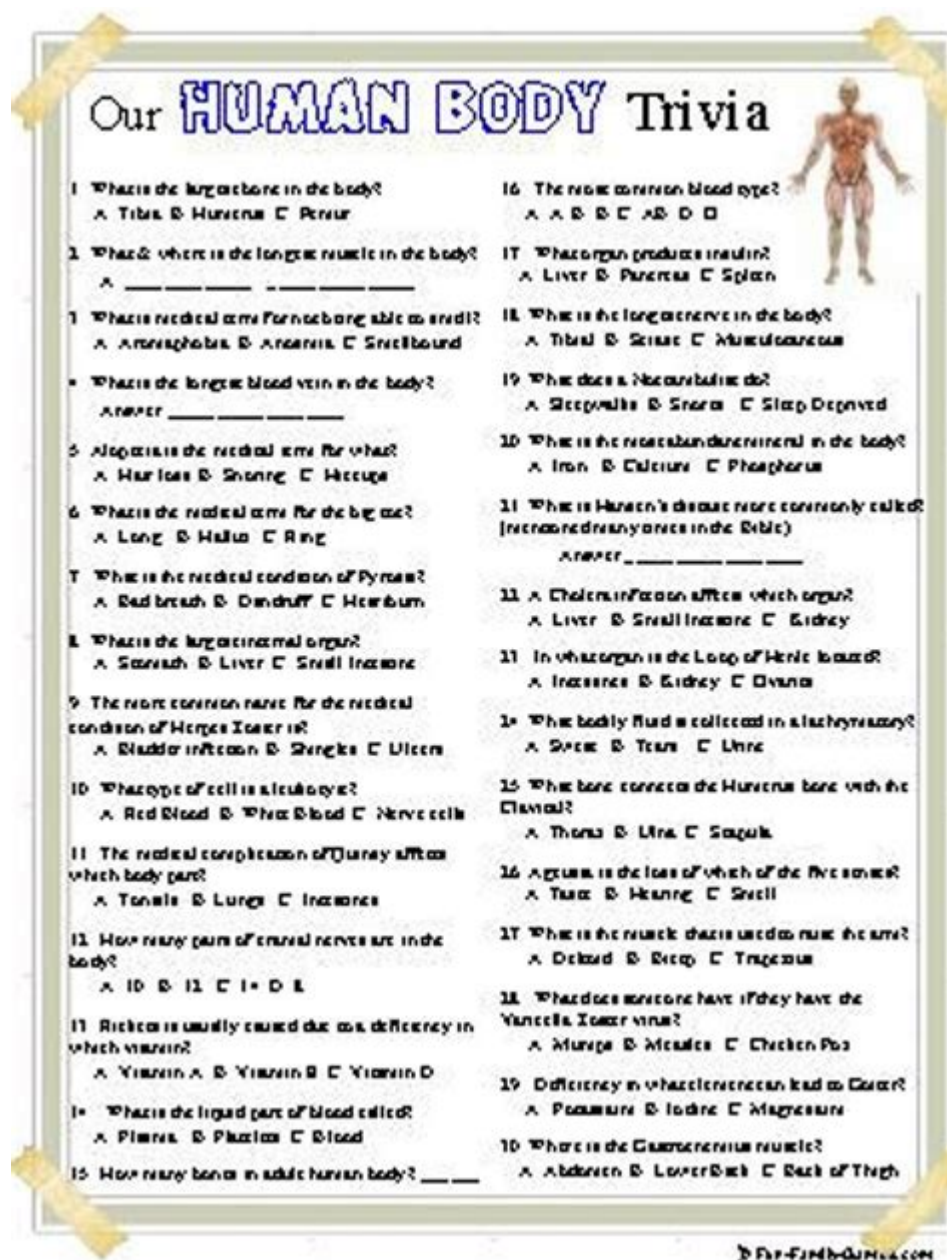 Our HUMAN BODY Trivia
1 What is the largest bone in the body?
A Tibia B Humerus C Femur
2 What & where is the longest muscle in the body?
A
3 What is medical term for not being able to smell?
A Aromaphobia B Anosmia C Smellbound
4 What is the longest blood vein in the body?
Answer
5 Alopecia is the medical term for what?
A Hair loss B Snoring C Hiccups
6 What is the medical term for the big toe?
A Long B Hallus C Ring
7 What is the medical condition of Pyrosis?
A Bad breath B Dandruff C Heartburn
8 What is the largest internal organ?
A Stomach B Liver C Small Intestine
9 The more common name for the medical
condition of Herpes Zoster is?
A Bladder infection B Shingles C Ulcers
10 What type of cell is a leukocyte?
A Red Blood B White Blood C Nerve cells
11 The medical complication of Quinsy affects
which body part?
A Tonsils B Lungs C Intestines
12 How many pairs of cranial nerves are in the
body?
A 10 B 12 C 14 D 8
13 Rickets is usually caused due to a deficiency in
which vitamin?
A Vitamin A B Vitamin B C Vitamin D
14 What is the liquid part of blood called?
A Plasma B Platelets C Blood
15 How many bones in adult human body?
16 The most common blood type?
A A B B C AB D O
17 What organ produces insulin?
A Liver B Pancreas C Spleen
18 What is the longest nerve in the body?
A Tibial B Sciatic C Musculocutaneous
19 What does a Noctambulist do?
A Sleepwalks B Snores C Sleep Deprived
20 What is the most abundant mineral in the body?
A Iron B Calcium C Phosphorus
21 What is Hansen's disease more commonly called?
(mentioned many times in the Bible)
Answer
22 A Cholera infection affects which organ?
A Liver B Small Intestine C Kidney
23 In what organ is the Loop of Henle located?
A Intestines B Kidney C Ovaries
24 What bodily fluid is collected in a lachrymatory?
A Sweat B Tears C Urine
25 What bone connects the Humerus bone with the
Clavical?
A Thorax B Ulna C Scapula
26 Ageusia is the loss of which of the five senses?
A Taste B Hearing C Smell
27 What is the muscle that is used to raise the arm?
A Deltoid B Bicep C Trapezius
28 What does someone have if they have the
Varicella Zoster virus?
A Mumps B Measles C Chicken Pox
29 Deficiency in what element can lead to Goiter?
A Potassium B Iodine C Magnesium
30 Where is the Gastrocnemius muscle?
A Abdomen B Lower Back C Back of Thigh